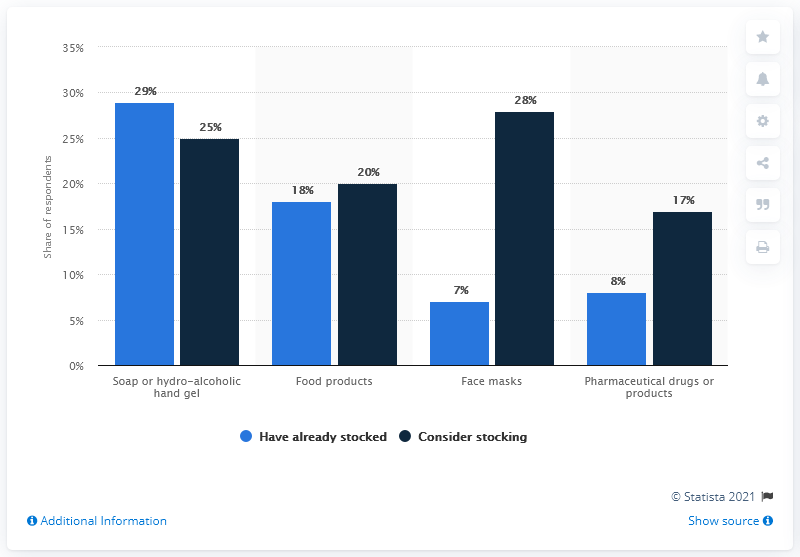 35%
30%
25%
20%
15%
10%
5%
0%
Share of respondents
29%
25%
18%
20%
7%
28%
8%
17%
Soap or hydro-alcoholic
hand gel
Food products
Face masks
Pharmaceutical drugs or
products
Have already stocked
Consider stocking
© Statista 2021
Additional Information
Show source